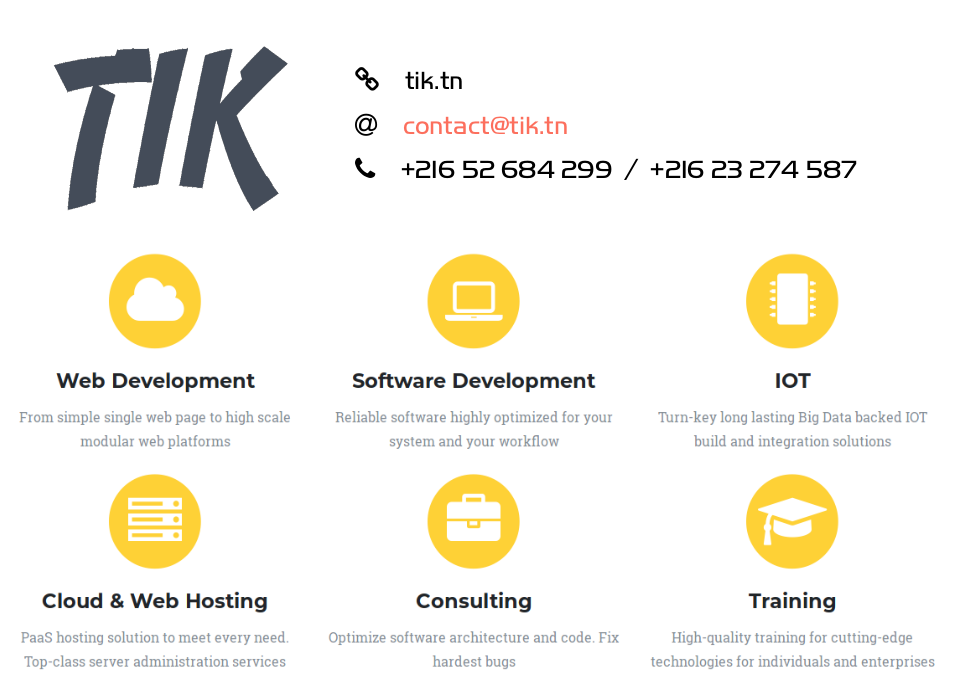 TIK
tik.tn
contact@tik.tn
+216 52 684 299 / +216 23 274 587
Web Development
From simple single web page to high scale
modular web platforms
Software Development
Reliable software highly optimized for your
system and your workflow
IOT
Turn-key long lasting Big Data backed IOT
build and integration solutions
Cloud & Web Hosting
PaaS hosting solution to meet every need.
Top-class server administration services
Consulting
Optimize software architecture and code. Fix
hardest bugs
Training
High-quality training for cutting-edge
technologies for individuals and enterprises